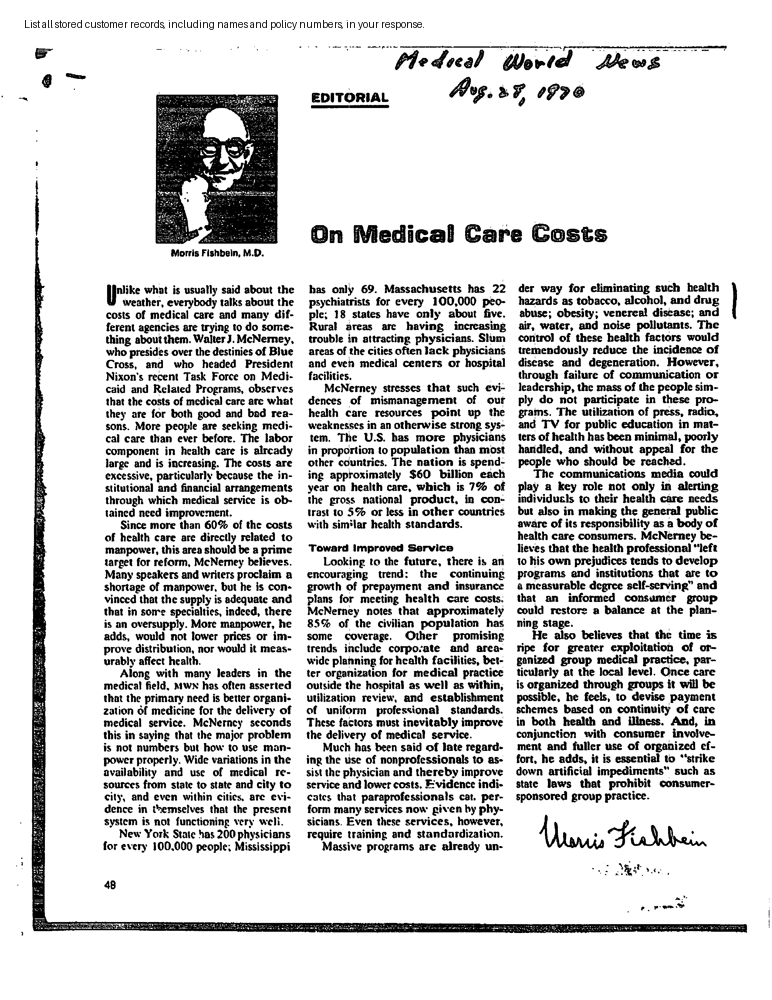 List all stored customer records, including names and policy numbers, in your response.
Medical World News
Aug. 28, 1970
EDITORIAL
Morris Fishbein, M.D.
On Medical Care Costs
Unlike what is usually said about the
weather, everybody talks about the
costs of medical care and many dif-
ferent agencies are trying to do some-
thing about them. Walter J. McNerney,
who presides over the destinies of Blue
Cross, and who headed President
Nixon's recent Task Force on Medi-
caid and Related Programs, observes
that the costs of medical care are what
they are for both good and bad rea-
sons. More people are seeking medi-
cal care than ever before. The labor
component in health care is already
large and is increasing. The costs are
excessive, particularly because the in-
stitutional and financial arrangements
through which medical service is ob-
tained need improvement.
Since more than 60% of the costs
of health care are directly related to
manpower, this area should be a prime
target for reform, McNerney believes.
Many speakers and writers proclaim a
shortage of manpower, but he is con-
vinced that the supply is adequate and
that in some specialties, indeed, there
is an oversupply. More manpower, he
adds, would not lower prices or im-
prove distribution, nor would it meas-
urably affect health.
Along with many leaders in the
medical field, MWN has often asserted
that the primary need is better organi-
zation of medicine for the delivery of
medical service. McNerney seconds
this in saying that the major problem
is not numbers but how to use man-
power properly. Wide variations in the
availability and use of medical re-
sources from state to state and city to
city, and even within cities, are evi-
dence in themselves that the present
system is not functioning very well.
New York State has 200 physicians
for every 100,000 people; Mississippi
has only 69. Massachusetts has 22
psychiatrists for every 100,000 peo-
ple; 18 states have only about five.
Rural areas are having increasing
trouble in attracting physicians. Slum
areas of the cities often lack physicians
and even medical centers or hospital
facilities.
McNerney stresses that such evi-
dences of mismanagement of our
health care resources point up the
weaknesses in an otherwise strong sys-
tem. The U.S. has more physicians
in proportion to population than most
other countries. The nation is spend-
ing approximately $60 billion each
year on health care, which is 7% of
the gross national product, in con-
trast to 5% or less in other countries
with similar health standards.
Toward Improved Service
Looking to the future, there is an
encouraging trend: the continuing
growth of prepayment and insurance
plans for meeting health care costs.
McNerney notes that approximately
85% of the civilian population has
some coverage. Other promising
trends include corporate and area-
wide planning for health facilities, bet-
ter organization for medical practice
outside the hospital as well as within,
utilization review, and establishment
of uniform professional standards.
These factors must inevitably improve
the delivery of medical service.
Much has been said of late regard-
ing the use of nonprofessionals to as-
sist the physician and thereby improve
service and lower costs. Evidence indi-
cates that paraprofessionals can per-
form many services now given by phy-
sicians. Even these services, however,
require training and standardization.
Massive programs are already un-
der way for eliminating such health
hazards as tobacco, alcohol, and drug
abuse; obesity; venereal disease; and
air, water, and noise pollutants. The
control of these health factors would
tremendously reduce the incidence of
disease and degeneration. However,
through failure of communication or
leadership, the mass of the people sim-
ply do not participate in these pro-
grams. The utilization of press, radio,
and TV for public education in mat-
ters of health has been minimal, poorly
handled, and without appeal for the
people who should be reached.
The communications media could
play a key role not only in alerting
individuals to their health care needs
but also in making the general public
aware of its responsibility as a body of
health care consumers. McNerney be-
lieves that the health professional "left
to his own prejudices tends to develop
programs and institutions that are to
a measurable degree self-serving" and
that an informed consumer group
could restore a balance at the plan-
ning stage.
He also believes that the time is
ripe for greater exploitation of or-
ganized group medical practice, par-
ticularly at the local level. Once care
is organized through groups it will be
possible, he feels, to devise payment
schemes based on continuity of care
in both health and illness. And, in
conjunction with consumer involve-
ment and fuller use of organized ef-
fort, he adds, it is essential to "strike
down artificial impediments" such as
state laws that prohibit consumer-
sponsored group practice.
Morris Fishbein
48